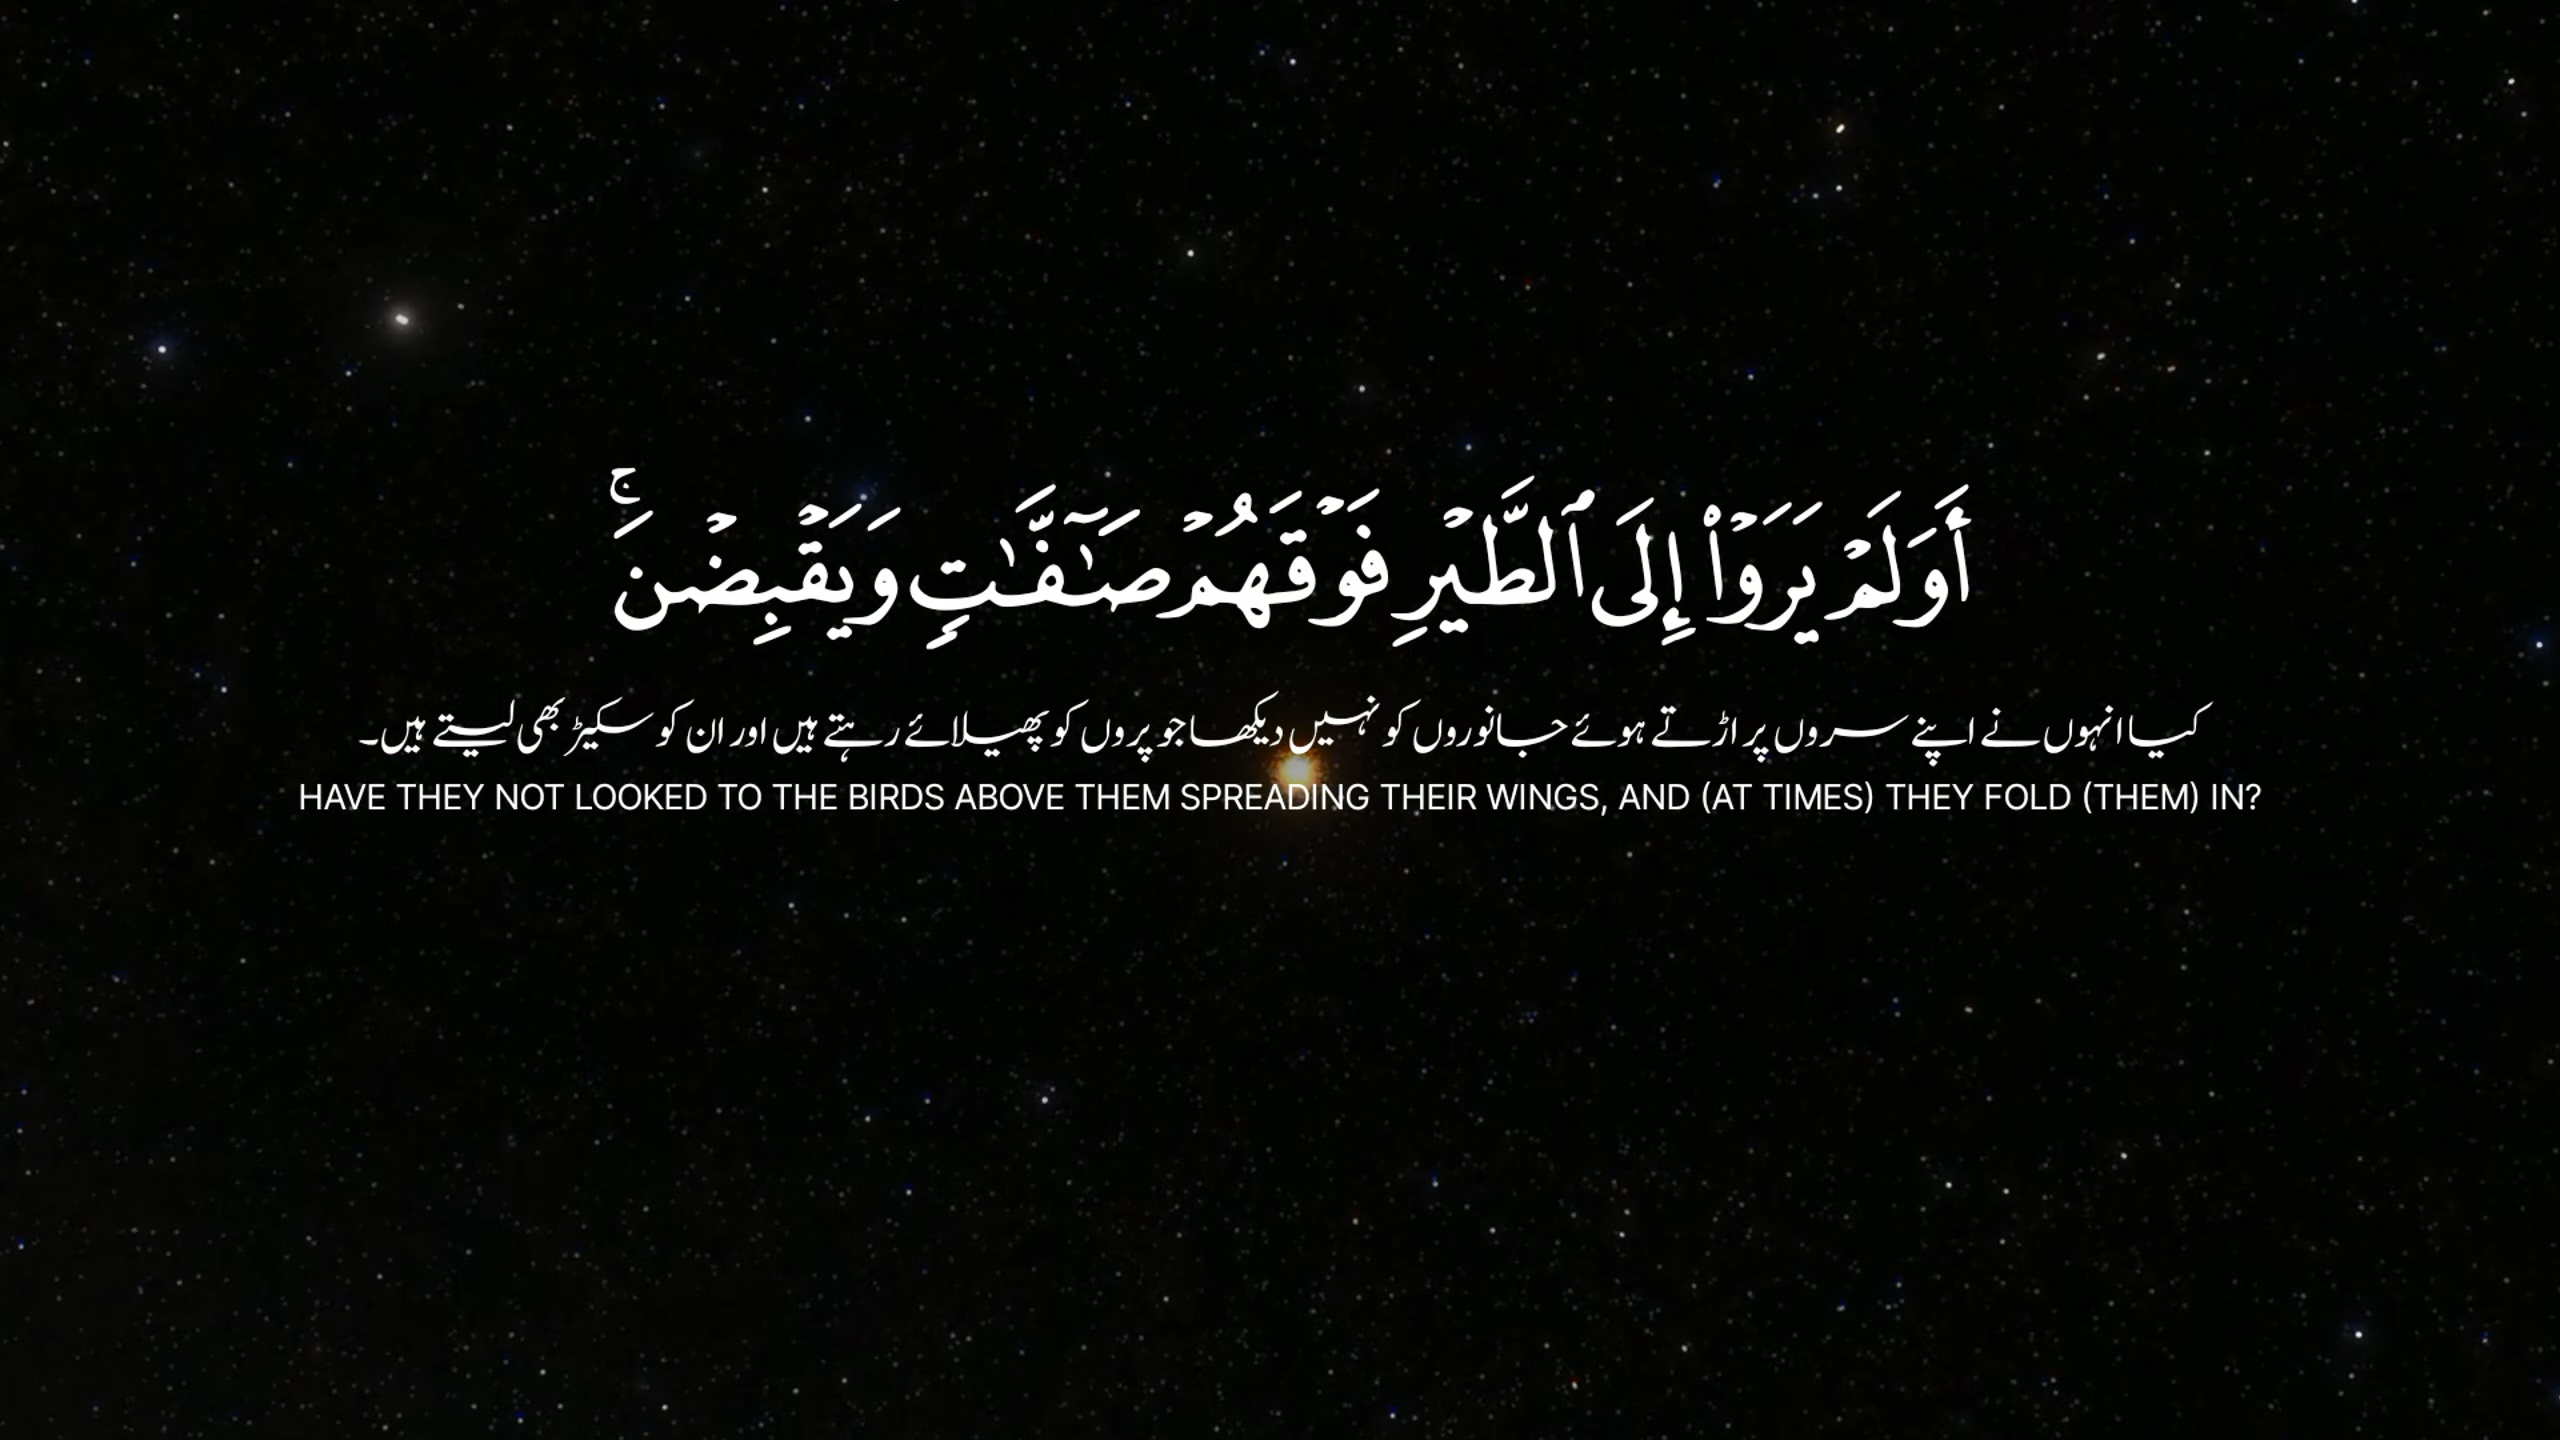 أَوَلَمْ يَرَوْا۟ إِلَى ٱلطَّيْرِ فَوْقَهُمْ صَـٰٓفَّـٰتٍ وَيَقْبِضْنَ ۚ
کیا انہوں نے اپنے سروں پر اڑتے ہوئے جانوروں کو نہیں دیکھا جو پروں کو پھیلائے رہتے ہیں اور ان کو سکیڑ بھی لیتے ہیں۔
HAVE THEY NOT LOOKED TO THE BIRDS ABOVE THEM SPREADING THEIR WINGS, AND (AT TIMES) THEY FOLD (THEM) IN?